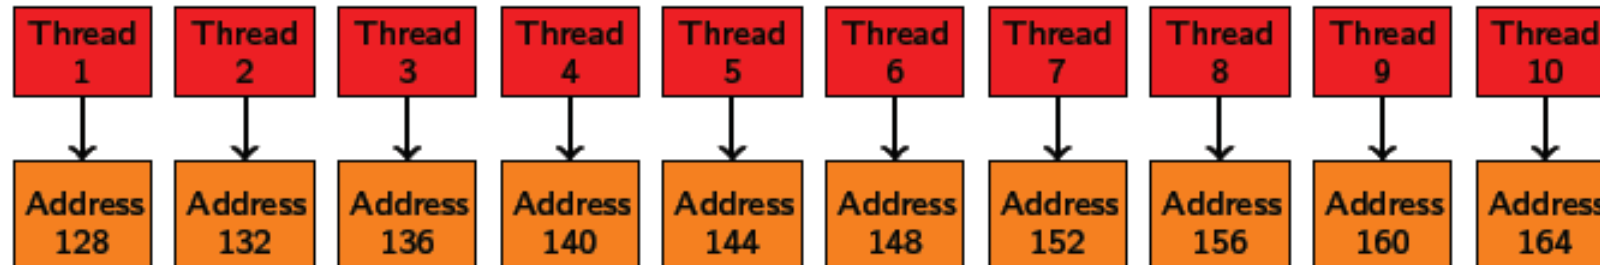 Thread Thread Thread Thread Thread Thread Thread Thread Thread Thread
1 2 3 4 5 6 7 8 9 10
Address Address Address Address Address Address Address Address Address Address
128 132 136 140 144 148 152 156 160 164